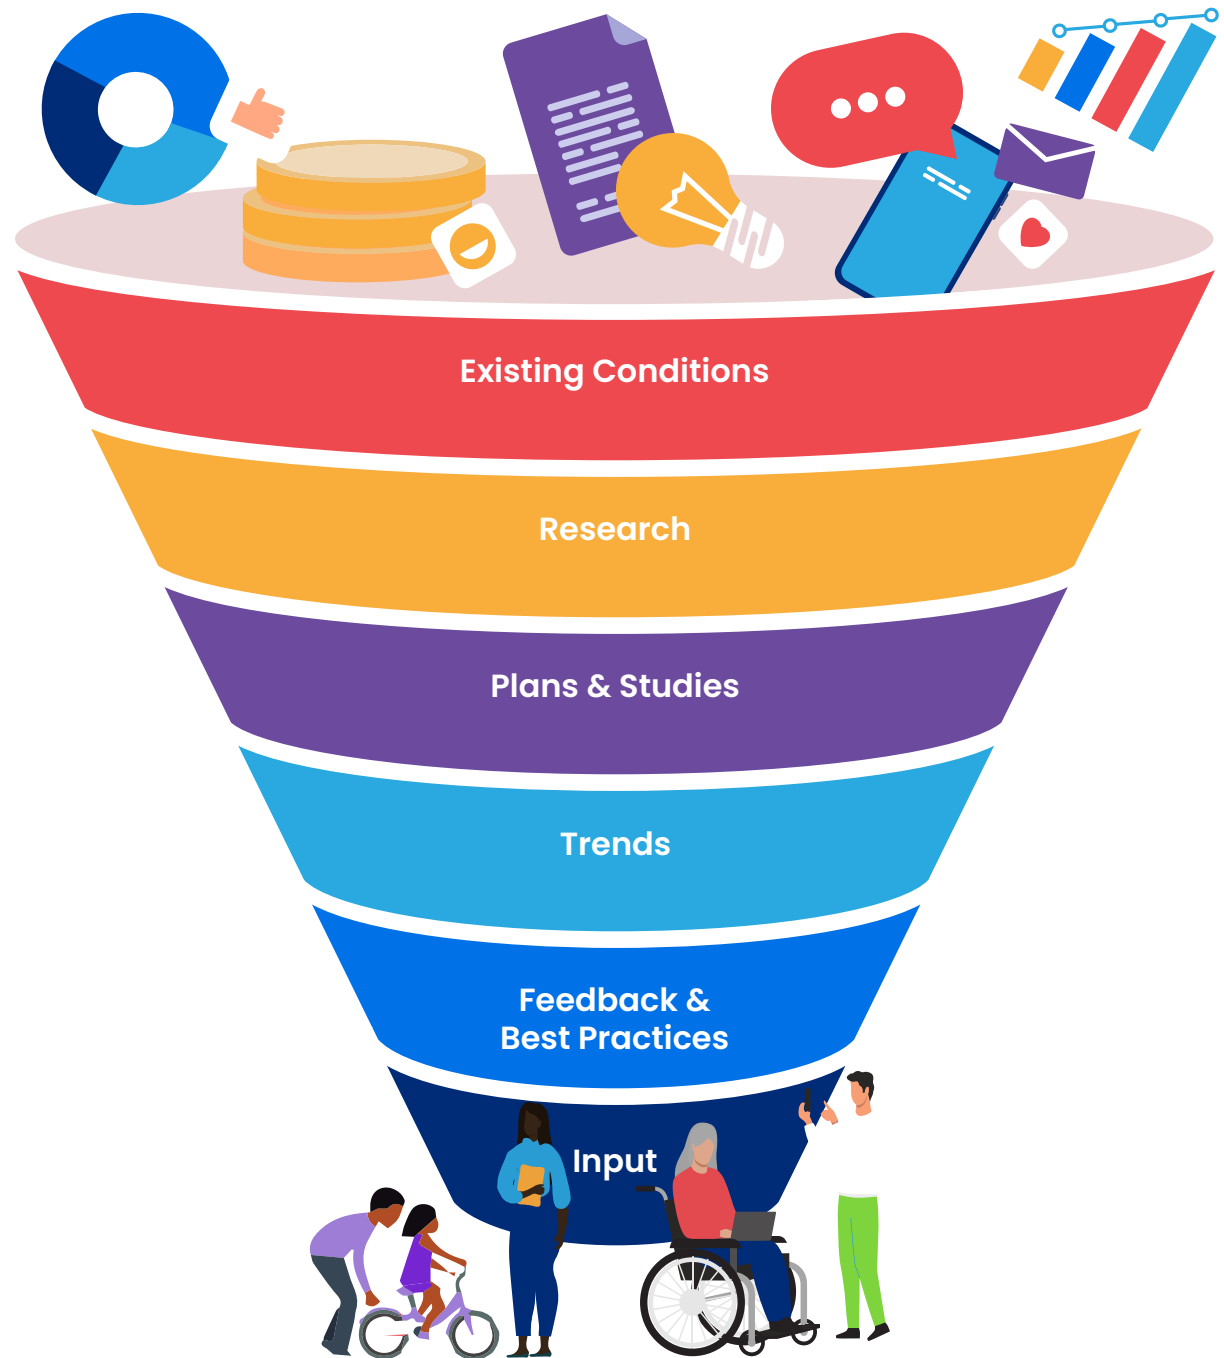 Existing Conditions
Research
Plans & Studies
Trends
Feedback &
Best Practices
Input